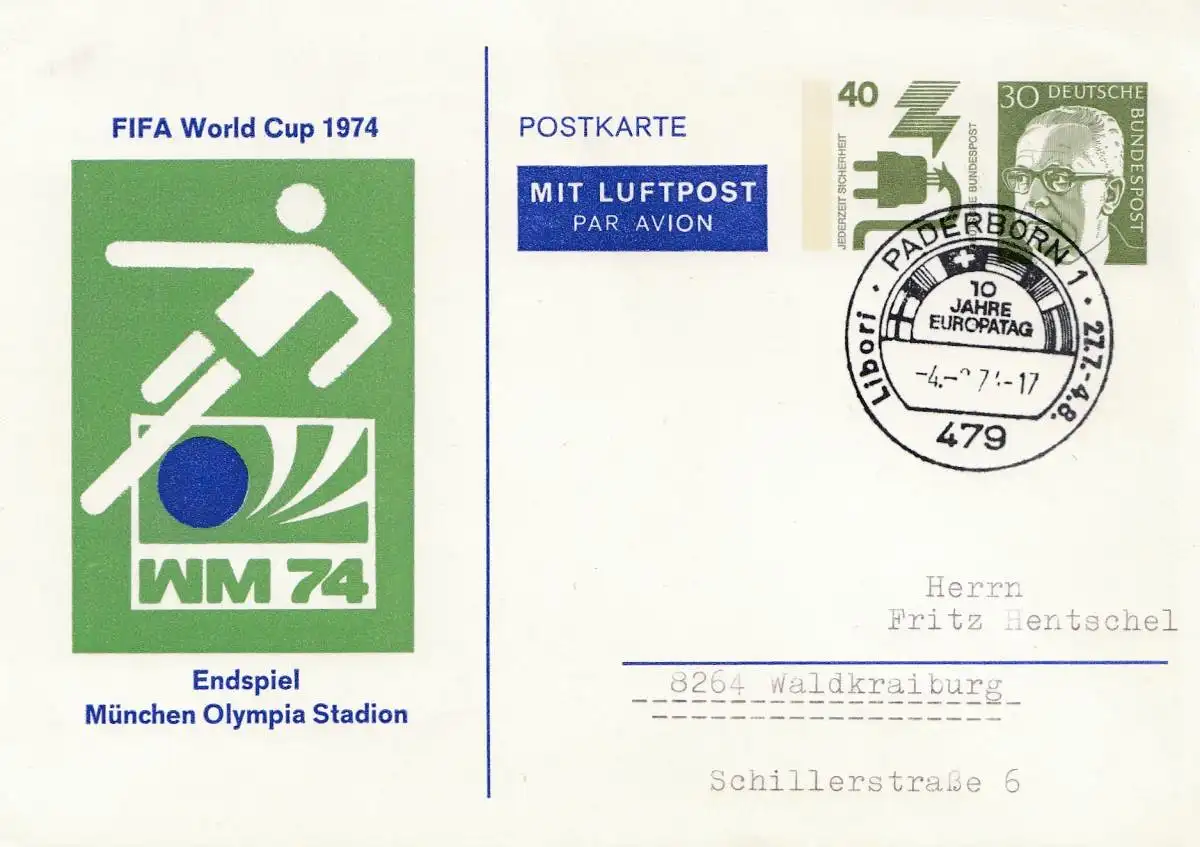 FIFA World Cup 1974
WM 74
Endspiel
München Olympia Stadion
POSTKARTE
MIT LUFTPOST
PAR AVION
40
JEDERZEIT SICHERHEIT
BUNDESPOST
30 DEUTSCHE
BUNDESPOST
Libori · PADERBORN 1 · 27.7.-4.8.
10
JAHRE
EUROPATAG
-17
479
Herrn
Fritz Hentschel
8264 Waldkraiburg
Schillerstraße 6